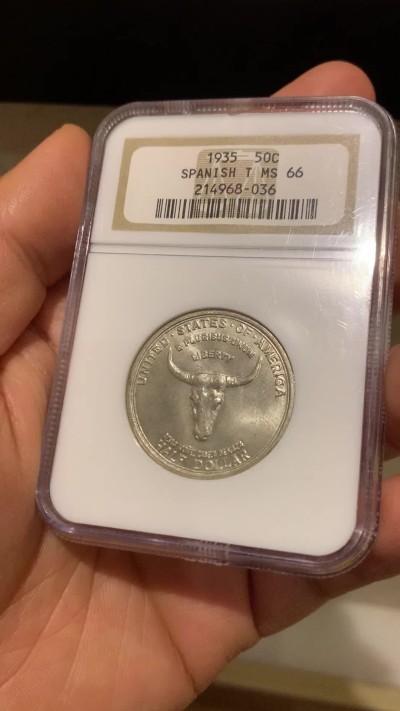 1935 50C
SPANISH T MS 66
214968-036
UNITED · STATES · OF · AMERICA
E PLURIBUS UNUM
LIBERTY
HALF DOLLAR